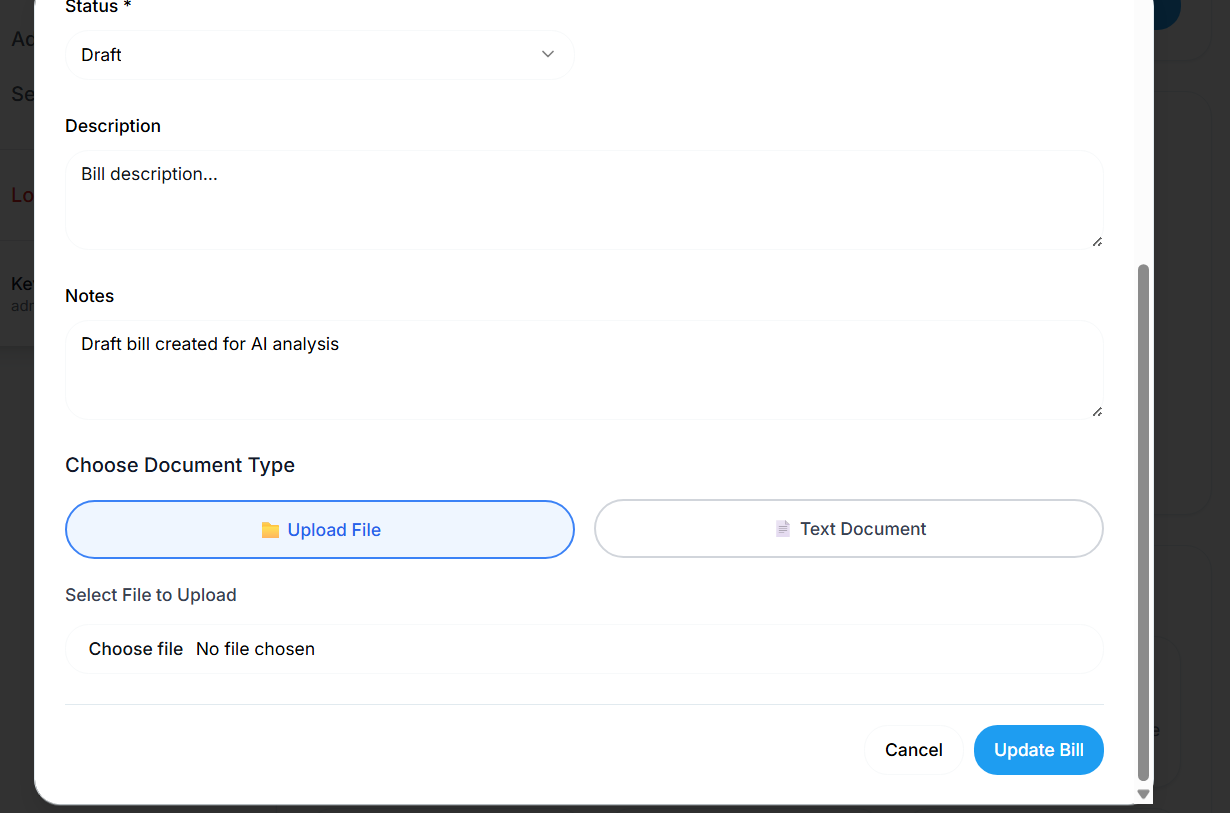 Status *
Draft
Description
Bill description...
Notes
Draft bill created for AI analysis
Choose Document Type
Upload File
Text Document
Select File to Upload
Choose file No file chosen
Cancel
Update Bill